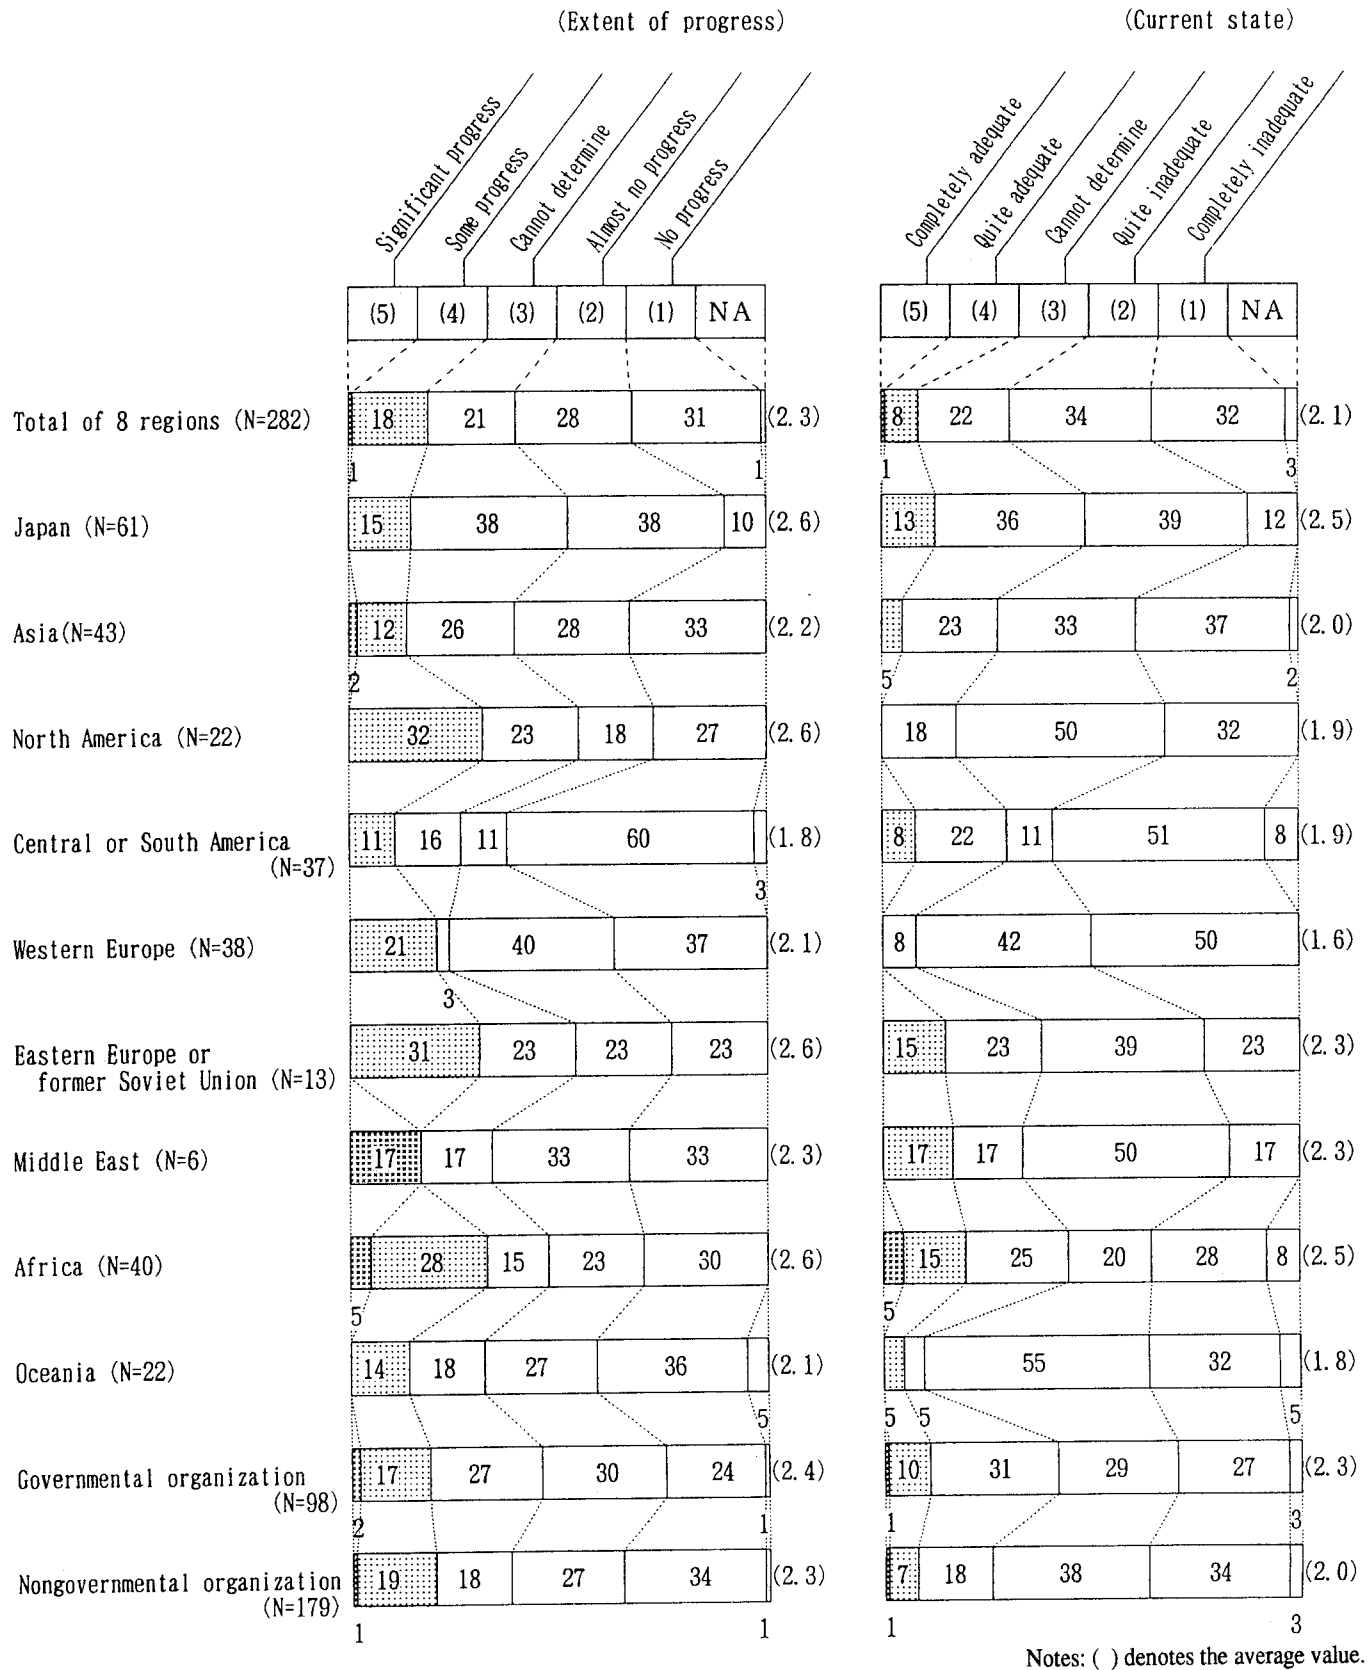 (Extent of progress) (Current state)
Significant progress Some progress Cannot determine Almost no progress No progress Completely adequate Quite adequate Cannot determine Quite inadequate Completely inadequate
(5) (4) (3) (2) (1) NA (5) (4) (3) (2) (1) NA
Total of 8 regions (N=282) 18 21 28 31 (2.3) 8 22 34 32 (2.1)
1 1 1 3
Japan (N=61) 15 38 38 10 (2.6) 13 36 39 12 (2.5)
Asia(N=43) 12 26 28 33 (2.2) 23 33 37 (2.0)
2 5 2
North America (N=22) 32 23 18 27 (2.6) 18 50 32 (1.9)
Central or South America 11 16 11 60 (1.8) 8 22 11 51 8 (1.9)
(N=37) 3
Western Europe (N=38) 21 40 37 (2.1) 8 42 50 (1.6)
3
Eastern Europe or 31 23 23 23 (2.6) 15 23 39 23 (2.3)
former Soviet Union (N=13)
Middle East (N=6) 17 17 33 33 (2.3) 17 17 50 17 (2.3)
Africa (N=40) 28 15 23 30 (2.6) 15 25 20 28 8 (2.5)
5 5
Oceania (N=22) 14 18 27 36 (2.1) 55 32 (1.8)
5 5 5 5
Governmental organization 17 27 30 24 (2.4) 10 31 29 27 (2.3)
(N=98) 2 1 1 3
Nongovernmental organization 19 18 27 34 (2.3) 7 18 38 34 (2.0)
(N=179)
1 1 1 3
Notes: ( ) denotes the average value.